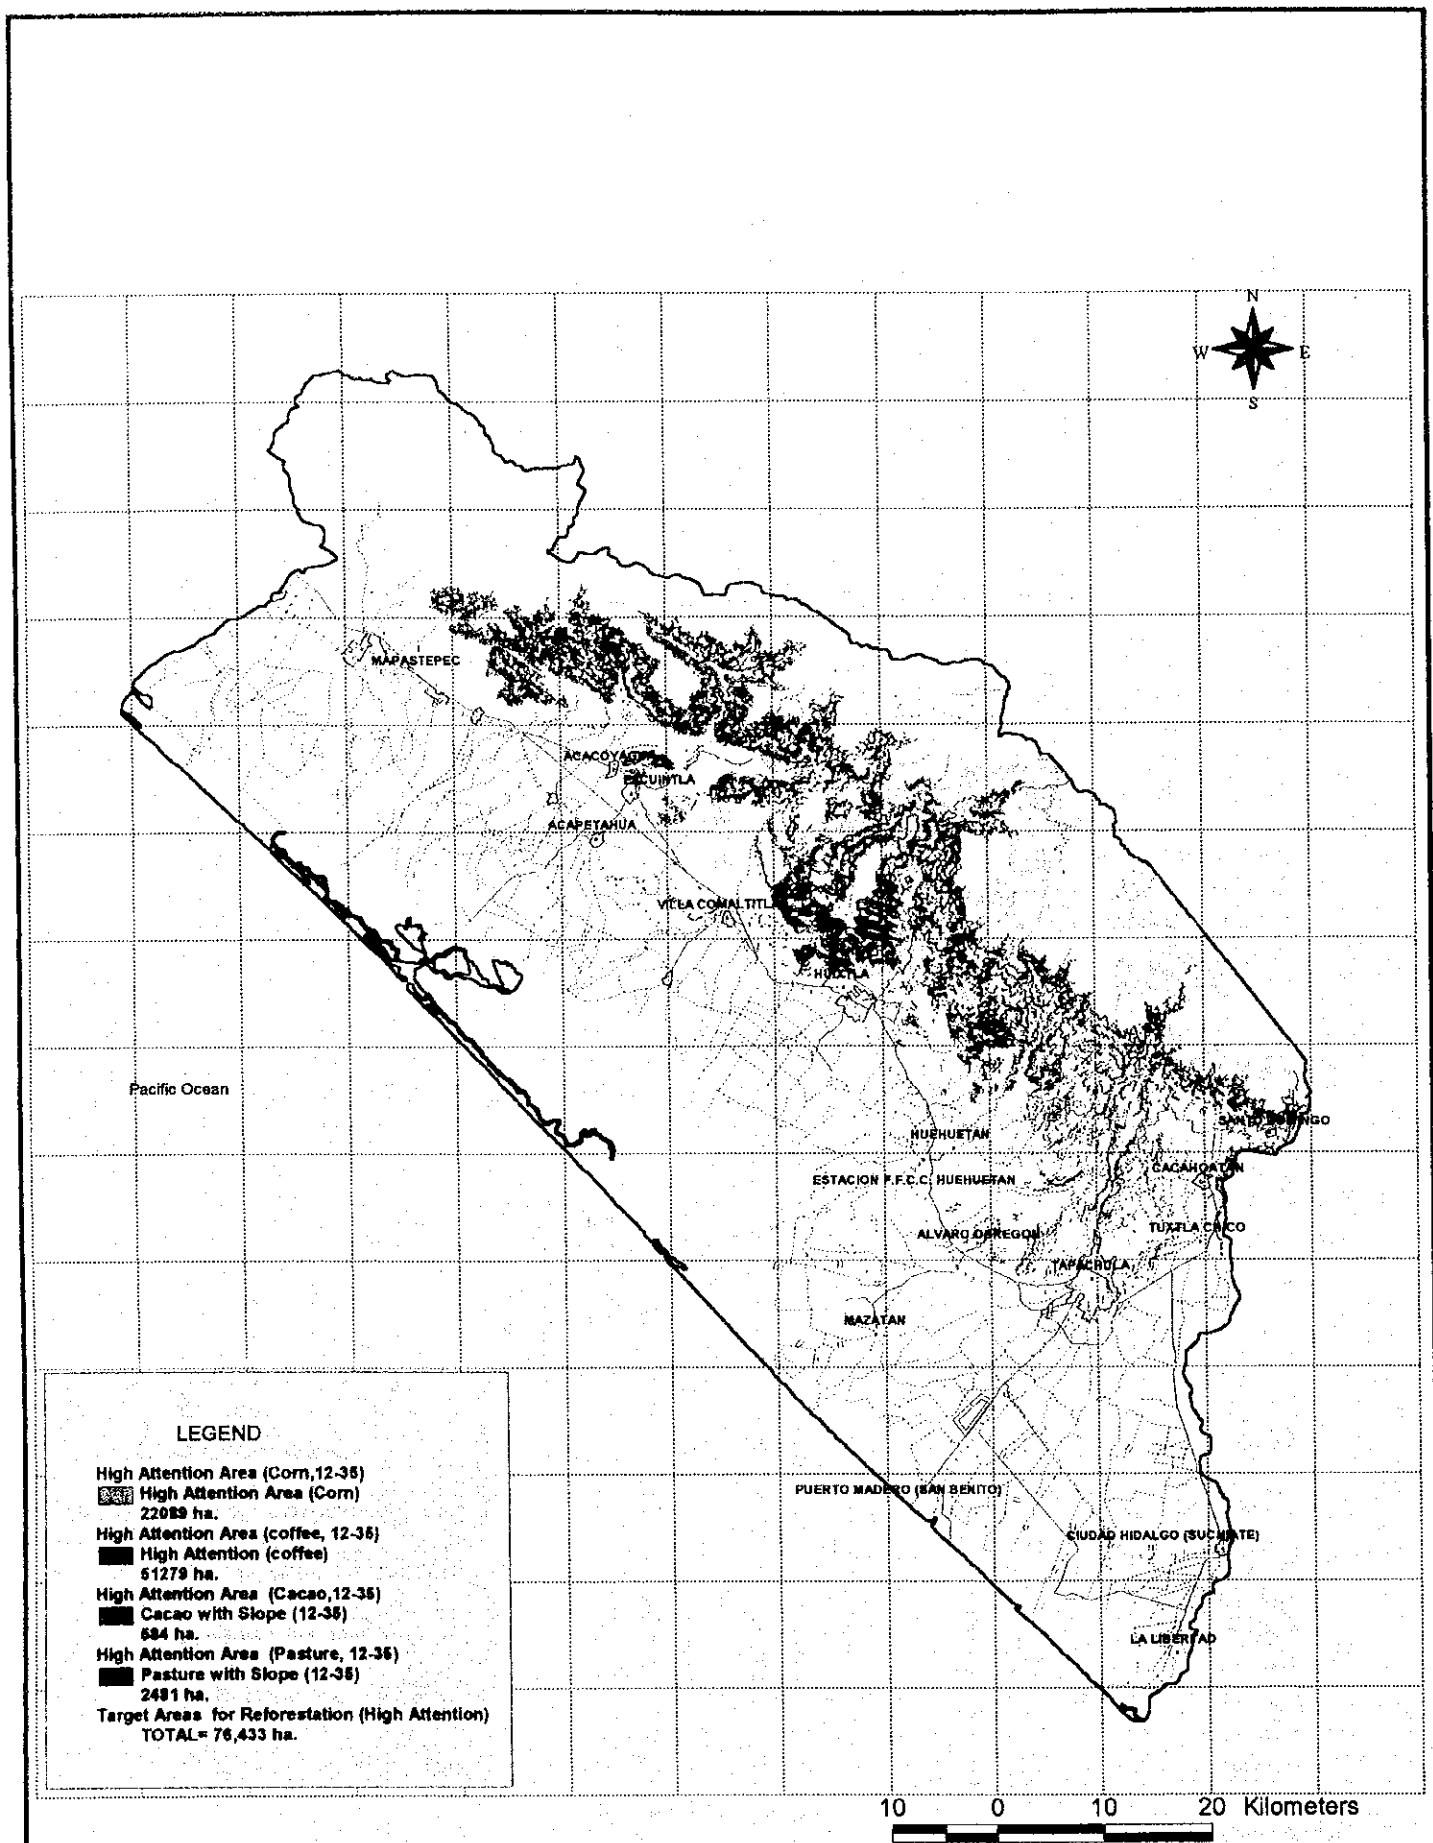 N
W E
S
MAPASTEPEC
ACACOYAGUA
ESCUINTLA
ACAPETAHUA
VILLA COMALTITLAN
HUIXTLA
Pacific Ocean
SANTO DOMINGO
HUEHUETAN
CACAHOATAN
ESTACION F.F.C.C. HUEHUETAN
TUXTLA CHICO
ALVARO OBREGON
TAPACHULA
MAZATAN
LEGEND
High Attention Area (Corn,12-35)
High Attention Area (Corn)
22089 ha.
High Attention Area (coffee, 12-35)
High Attention (coffee)
51279 ha.
High Attention Area (Cacao,12-35)
Cacao with Slope (12-35)
584 ha.
High Attention Area (Pasture, 12-35)
Pasture with Slope (12-35)
2481 ha.
Target Areas for Reforestation (High Attention)
TOTAL= 76,433 ha.
PUERTO MADERO (SAN BENITO)
CIUDAD HIDALGO (SUCHIATE)
LA LIBERTAD
10 0 10 20 Kilometers